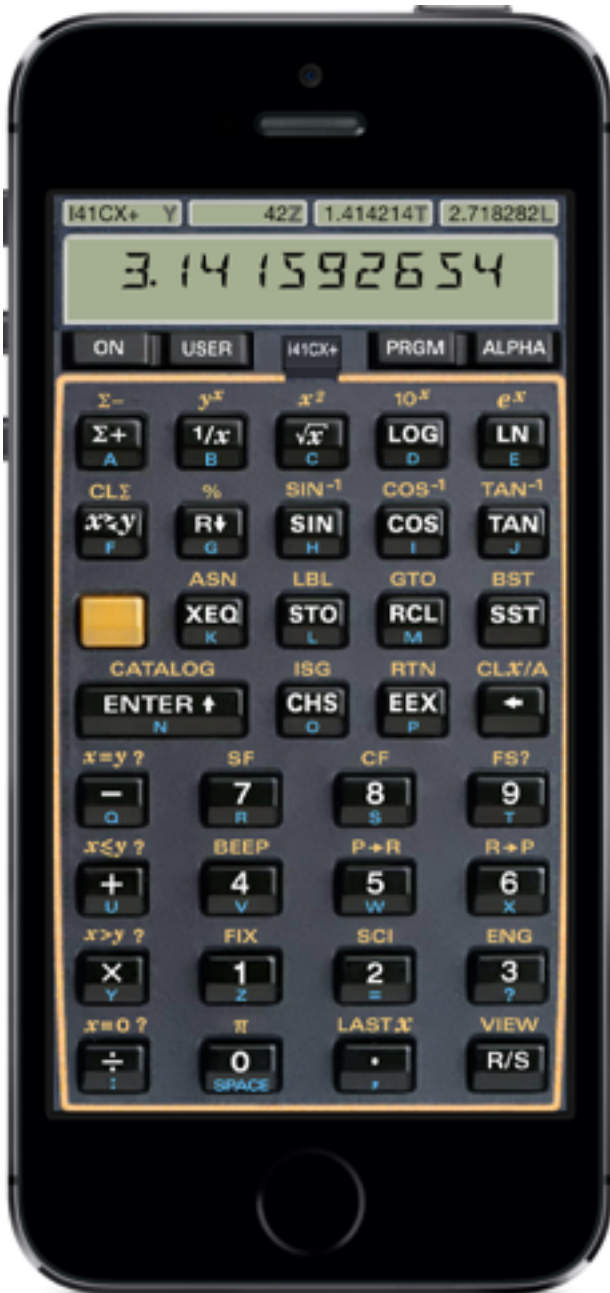 I41CX+ Y 42Z 1.414214T 2.718282L
3.141592654
ON USER I41CX+ PRGM ALPHA
Σ− yˣ x² 10ˣ eˣ
Σ+ 1/x √x LOG LN
A B C D E
CLΣ % SIN⁻¹ COS⁻¹ TAN⁻¹
x≷y R↓ SIN COS TAN
F G H I J
ASN LBL GTO BST
XEQ STO RCL SST
K L M
CATALOG ISG RTN CLX/A
ENTER ↑ CHS EEX ←
N O P
x=y ? SF CF FS?
− 7 8 9
Q R S T
x≤y ? BEEP P→R R→P
+ 4 5 6
U V W X
x>y ? FIX SCI ENG
× 1 2 3
Y Z = ?
x=0 ? π LAST X VIEW
÷ 0 · R/S
: SPACE ,